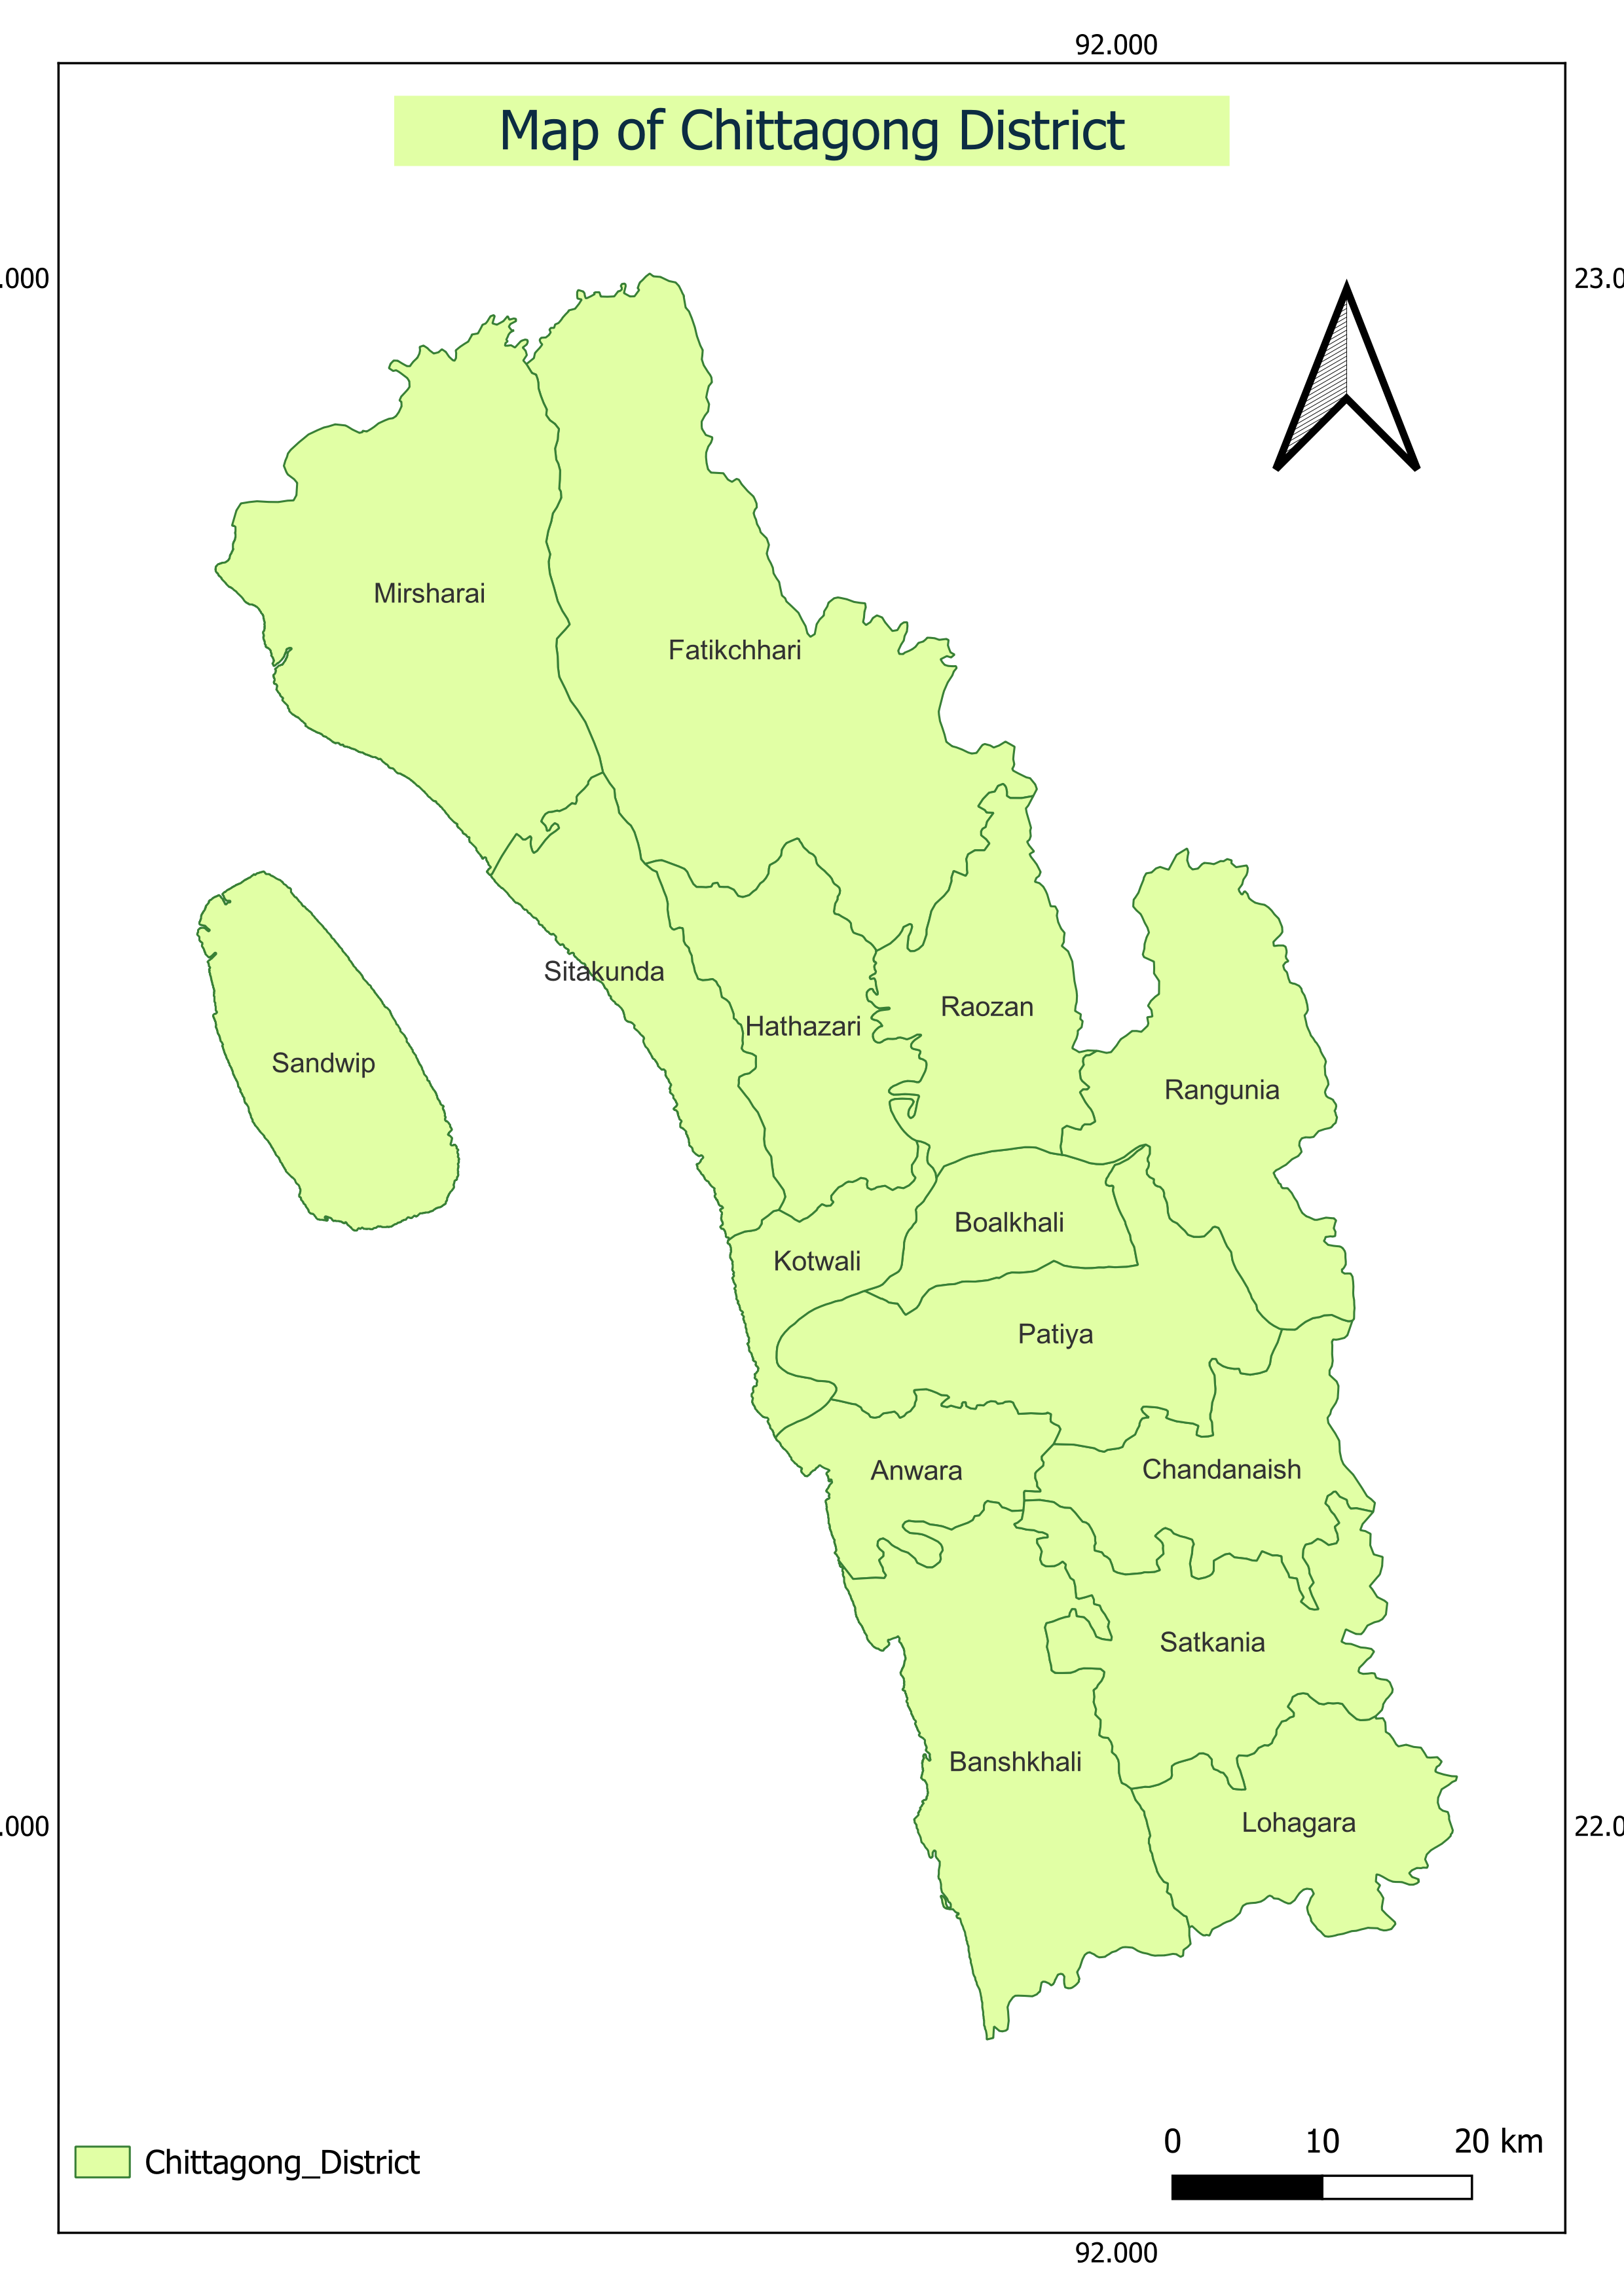 92.000
Map of Chittagong District
.000
23.0
Mirsharai
Fatikchhari
Sitakunda
Raozan
Hathazari
Sandwip
Rangunia
Boalkhali
Kotwali
Patiya
Anwara
Chandanaish
Satkania
Banshkhali
Lohagara
.000
22.0
0 10 20 km
Chittagong_District
92.000